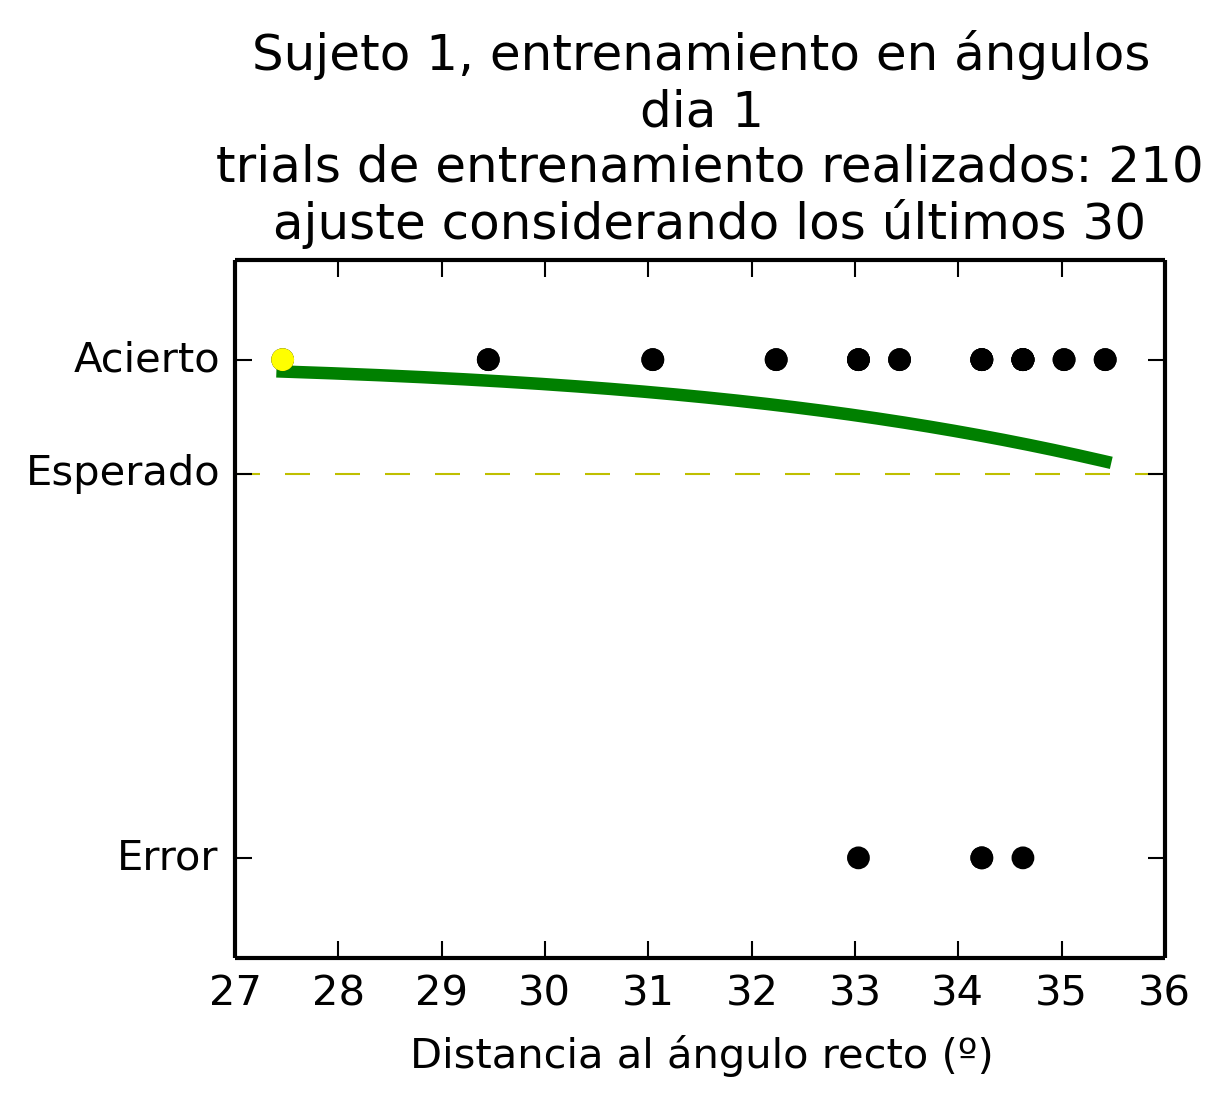 Sujeto 1, entrenamiento en ángulos
dia 1
trials de entrenamiento realizados: 210
ajuste considerando los últimos 30
Acierto
Esperado
Error
27 28 29 30 31 32 33 34 35 36
Distancia al ángulo recto (º)